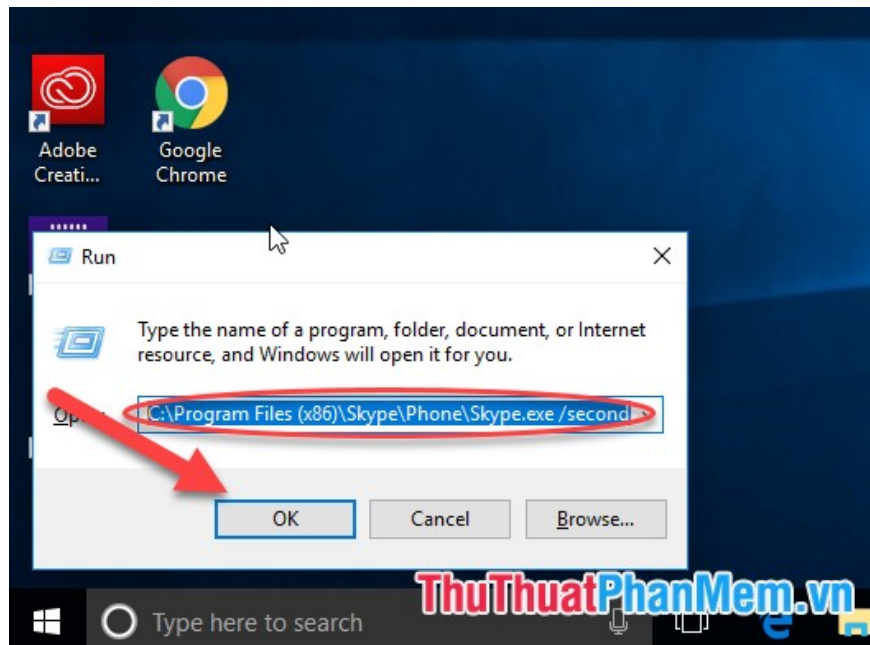 Adobe
Creati...
Google
Chrome
Run
Type the name of a program, folder, document, or Internet
resource, and Windows will open it for you.
C:\Program Files (x86)\Skype\Phone\Skype.exe /second
OK
Cancel
Browse...
ThuThuatPhanMem.vn
Type here to search